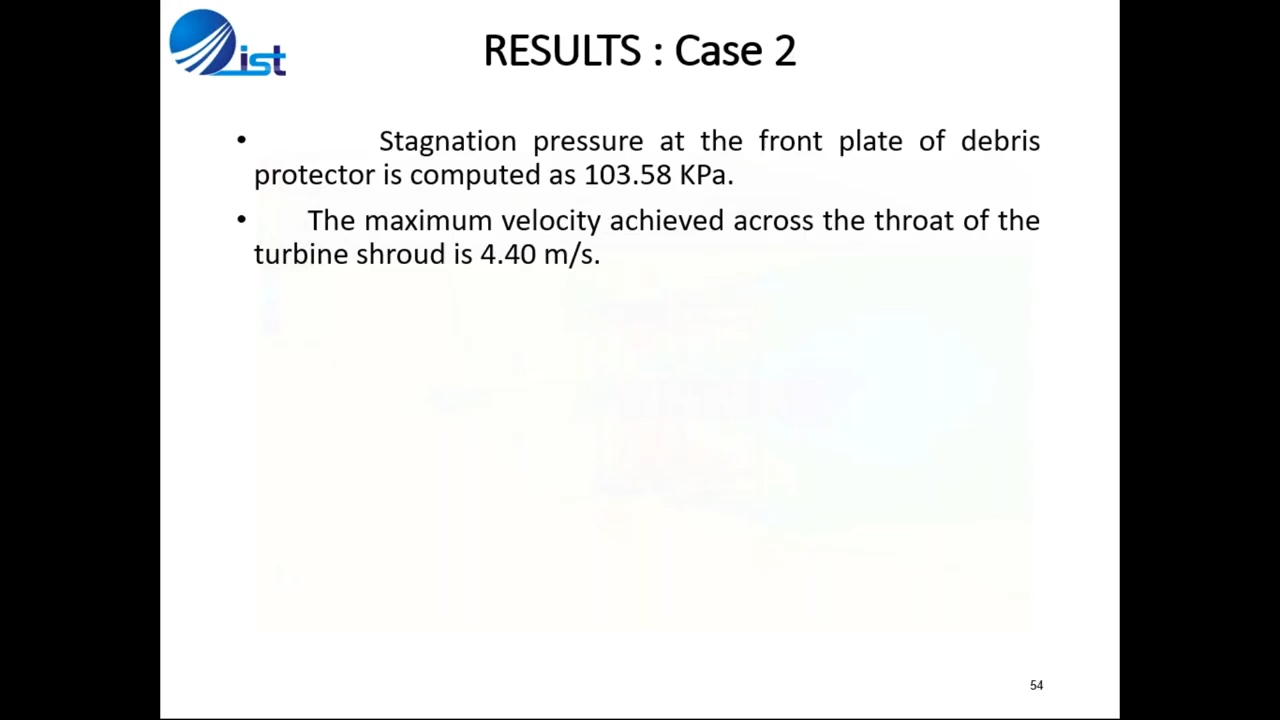 ist
RESULTS : Case 2
• Stagnation pressure at the front plate of debris
protector is computed as 103.58 KPa.
• The maximum velocity achieved across the throat of the
turbine shroud is 4.40 m/s.
54